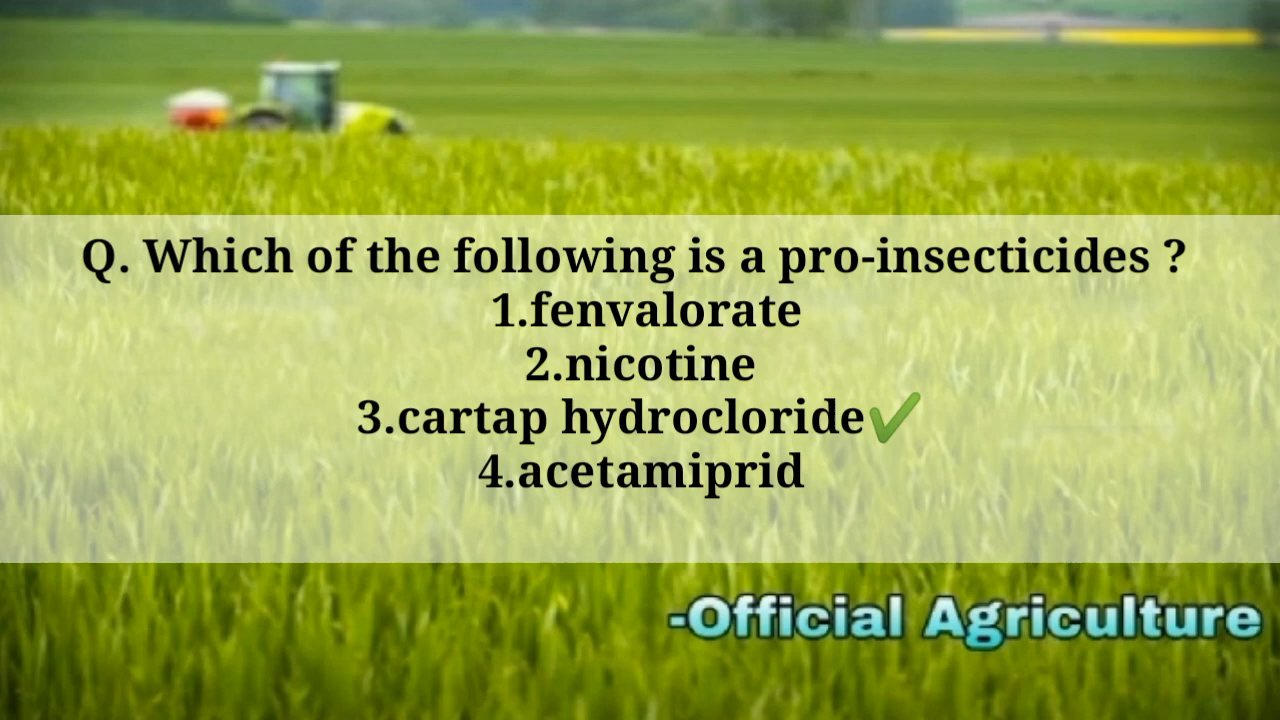 Q. Which of the following is a pro-insecticides ?
1.fenvalorate
2.nicotine
3.cartap hydrocloride✔
4.acetamiprid
-Official Agriculture